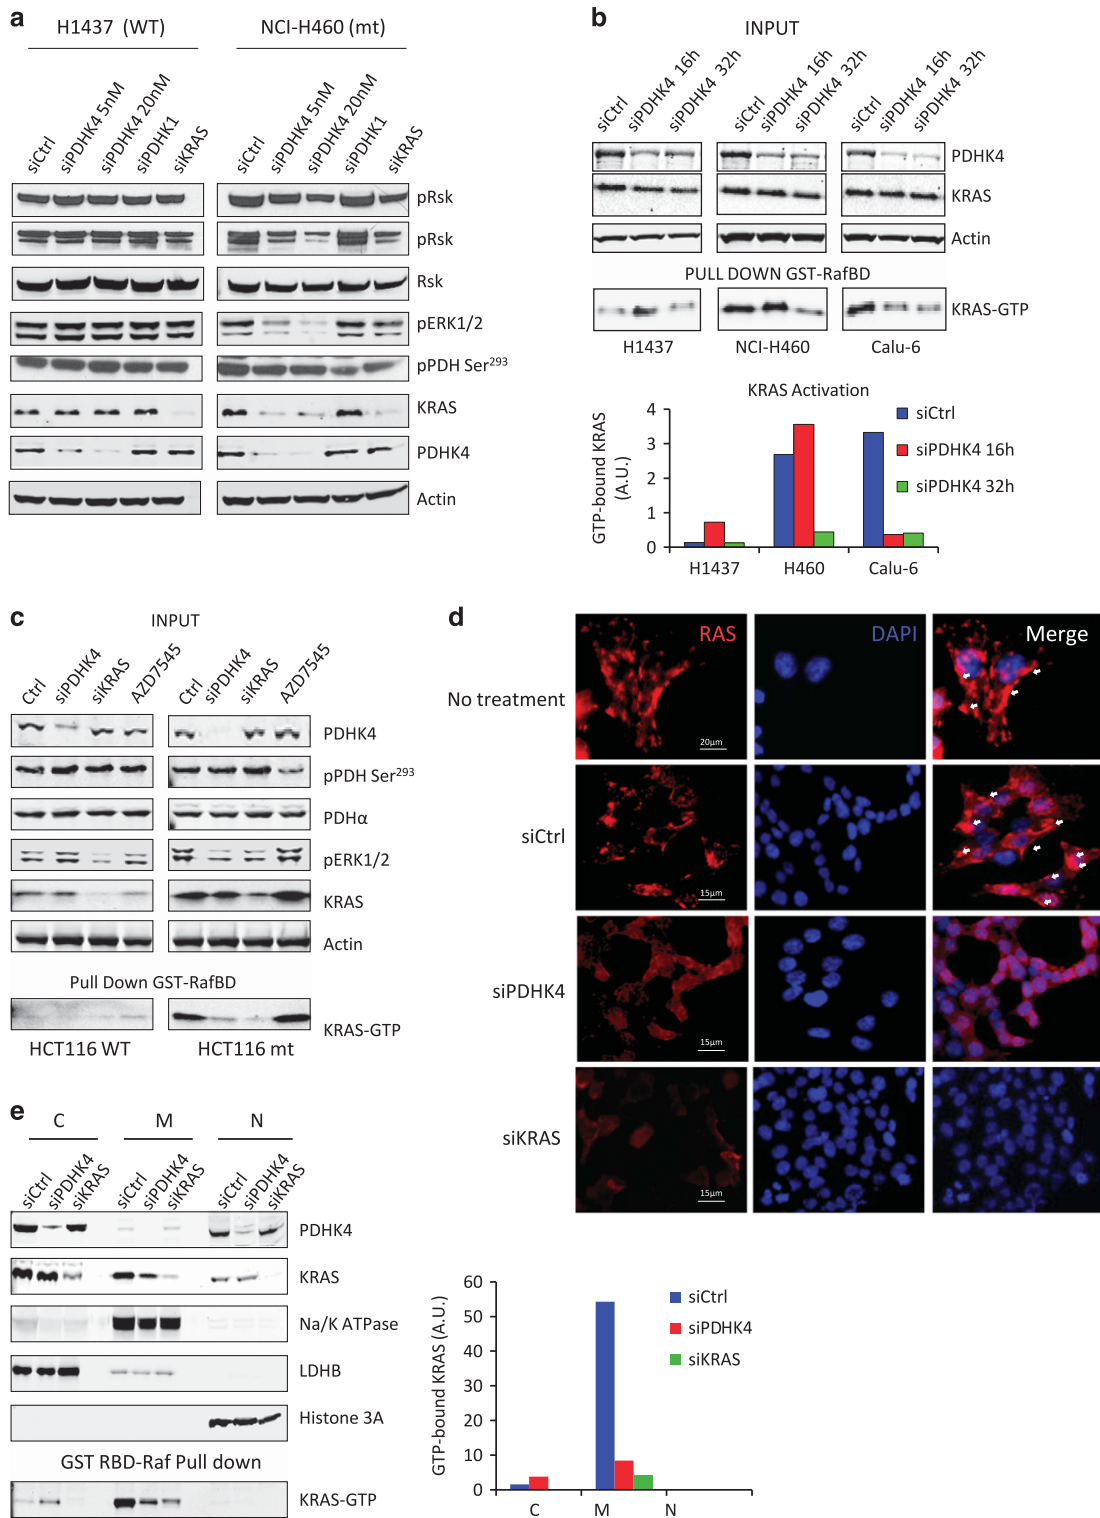 a
H1437 (WT)
NCI-H460 (mt)
siCtrl
siPDHK4 5nM
siPDHK4 20nM
siPDHK1
siKRAS
siCtrl
siPDHK4 5nM
siPDHK4 20nM
siPDHK1
siKRAS
pRsk
pRsk
Rsk
pERK1/2
pPDH Ser293
KRAS
PDHK4
Actin
b
INPUT
siCtrl
siPDHK4 16h
siPDHK4 32h
siCtrl
siPDHK4 16h
siPDHK4 32h
siCtrl
siPDHK4 16h
siPDHK4 32h
PDHK4
KRAS
Actin
PULL DOWN GST-RafBD
KRAS-GTP
H1437
NCI-H460
Calu-6
KRAS Activation
GTP-bound KRAS
(A.U.)
4
3
2
1
0
H1437
H460
Calu-6
siCtrl
siPDHK4 16h
siPDHK4 32h
c
INPUT
Ctrl
siPDHK4
siKRAS
AZD7545
Ctrl
siPDHK4
siKRAS
AZD7545
PDHK4
pPDH Ser293
PDHα
pERK1/2
KRAS
Actin
Pull Down GST-RafBD
KRAS-GTP
HCT116 WT
HCT116 mt
d
RAS
DAPI
Merge
No treatment
20µm
siCtrl
15µm
siPDHK4
15µm
siKRAS
15µm
e
C
M
N
siCtrl
siPDHK4
siKRAS
siCtrl
siPDHK4
siKRAS
siCtrl
siPDHK4
siKRAS
PDHK4
KRAS
Na/K ATPase
LDHB
Histone 3A
GST RBD-Raf Pull down
KRAS-GTP
GTP-bound KRAS (A.U.)
60
50
40
30
20
10
0
C
M
N
siCtrl
siPDHK4
siKRAS